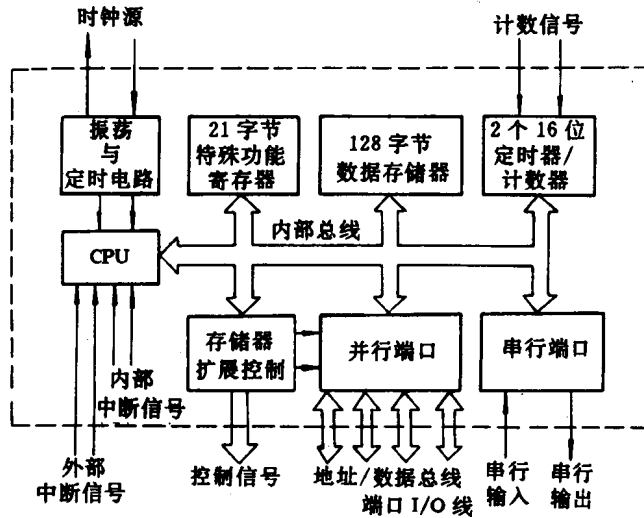 时钟源
计数信号
振荡
与
定时电路
21字节
特殊功能
寄存器
128字节
数据存储器
2个16位
定时器/
计数器
内部总线
CPU
存储器
扩展控制
并行端口
串行端口
内部
中断信号
外部
中断信号
控制信号
地址/数据总线
端口I/O线
串行
输入
串行
输出